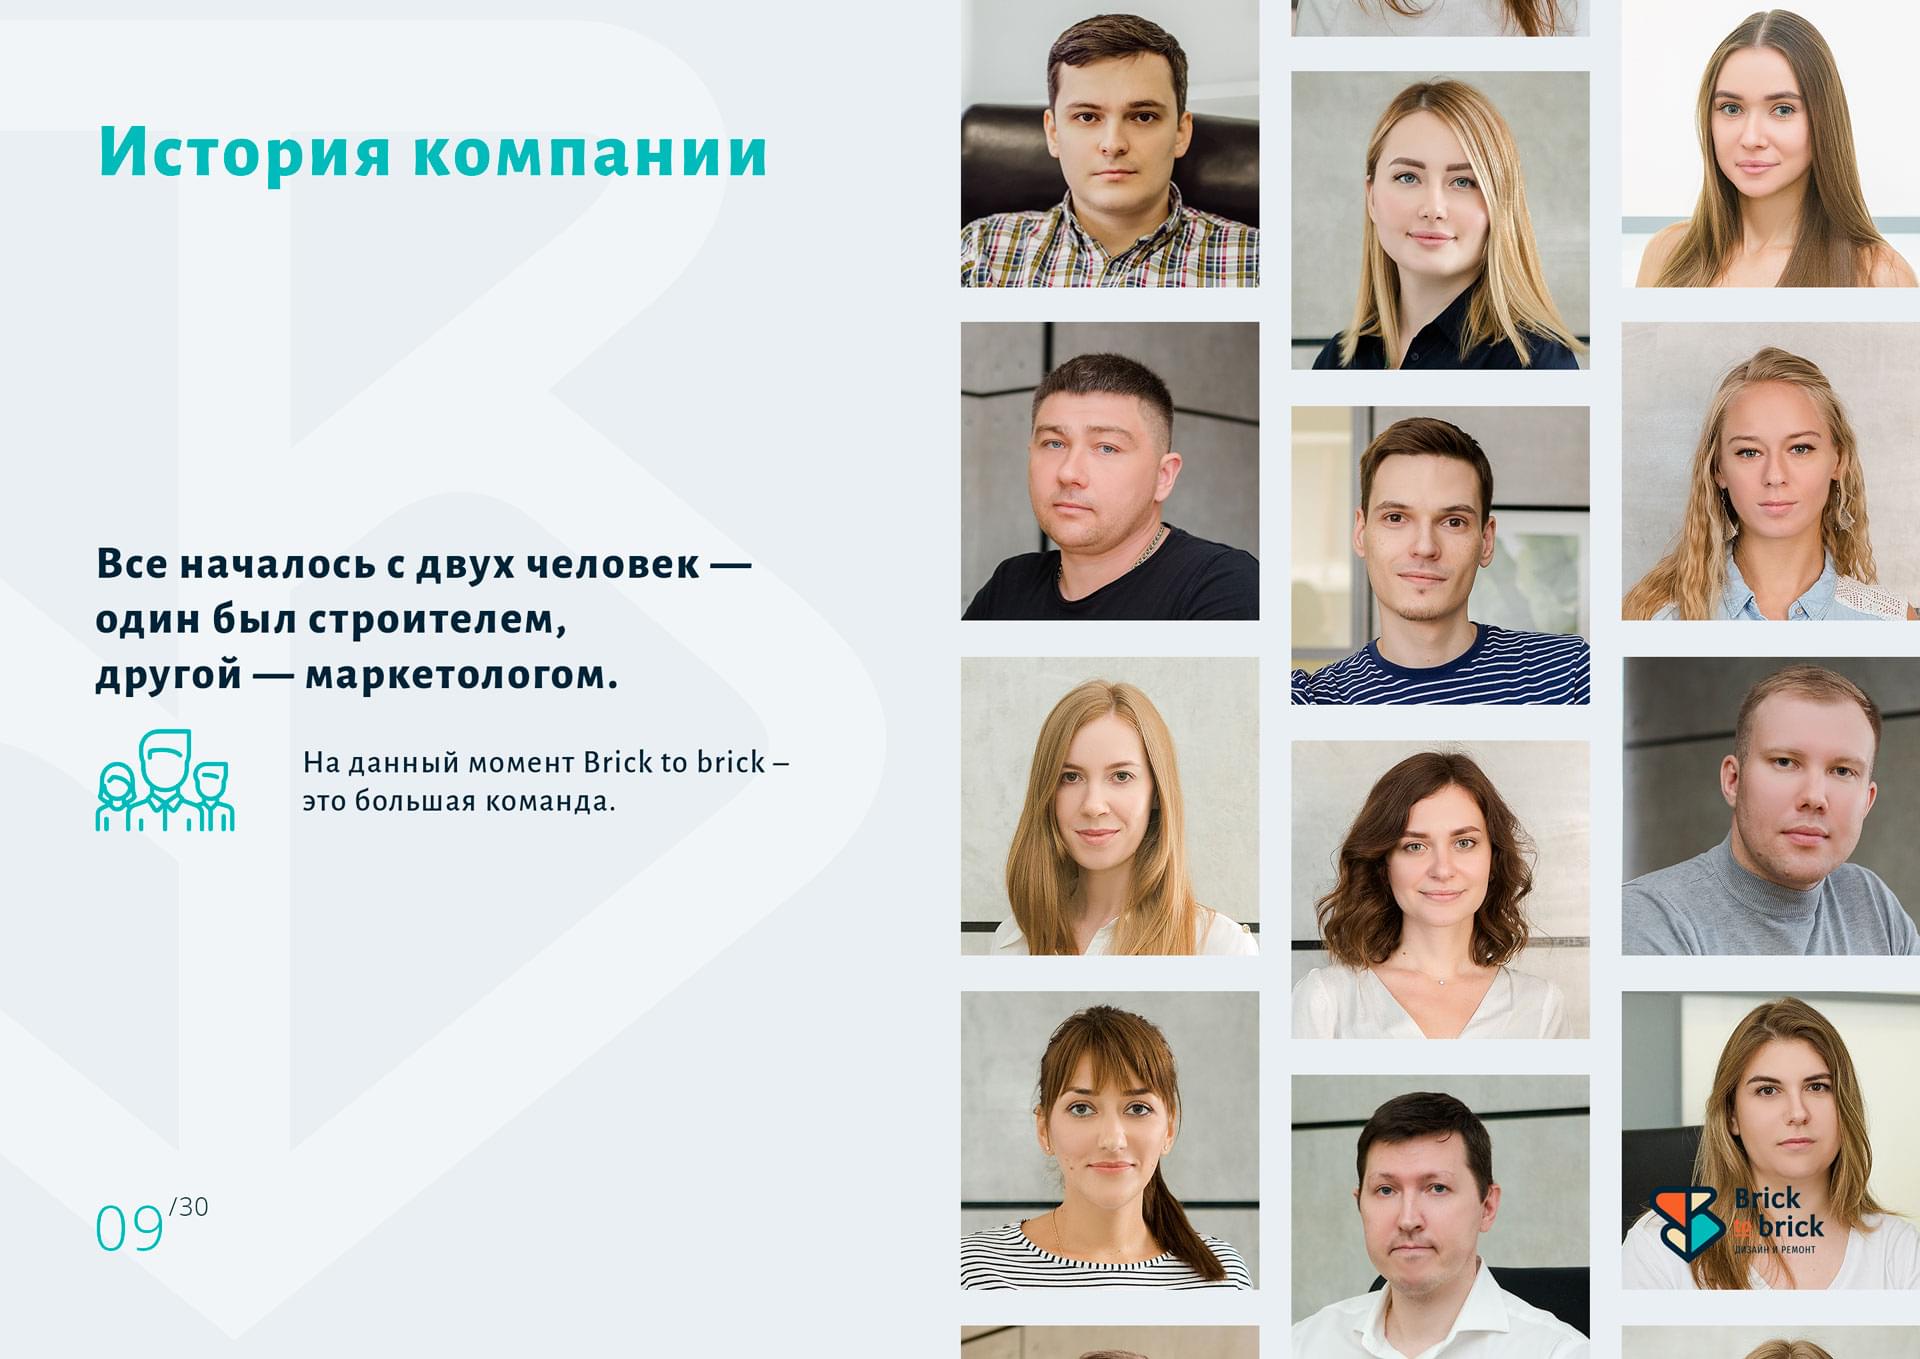 История компании
Все началось с двух человек —
один был строителем,
другой — маркетологом.
На данный момент Brick to brick –
это большая команда.
09/30
Brick
to brick
ДИЗАЙН И РЕМОНТ